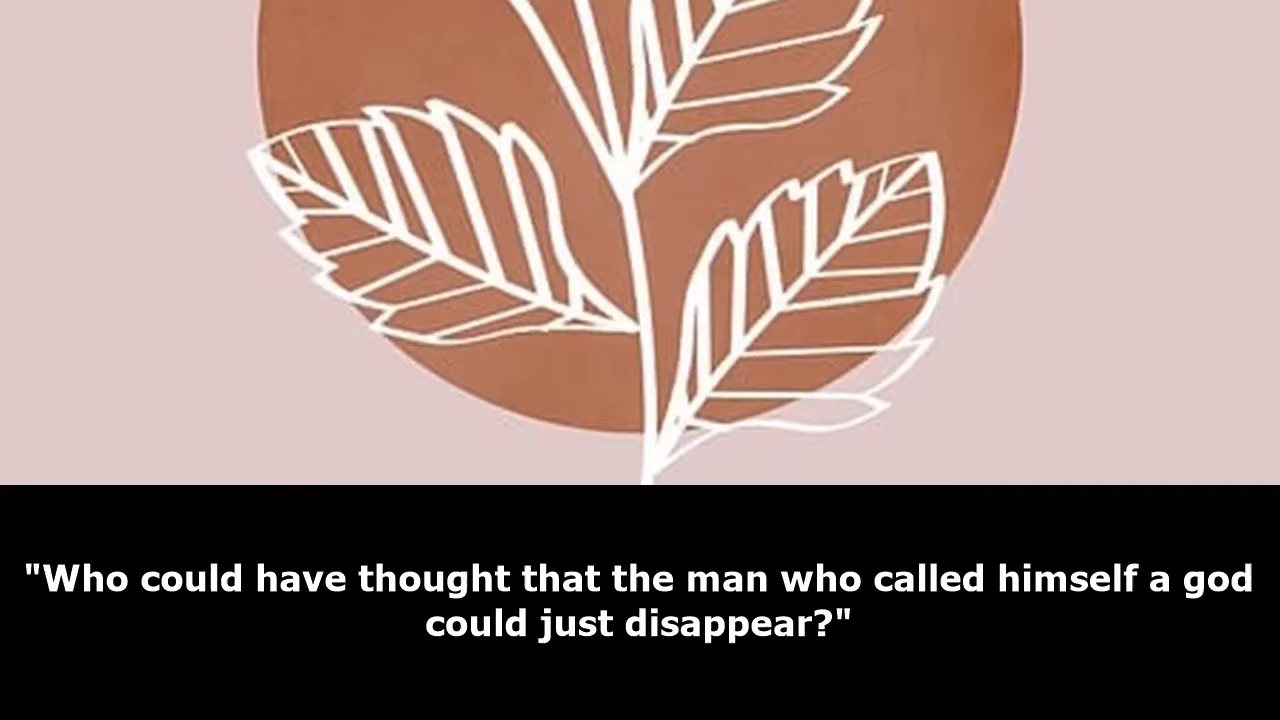 "Who could have thought that the man who called himself a god
could just disappear?"